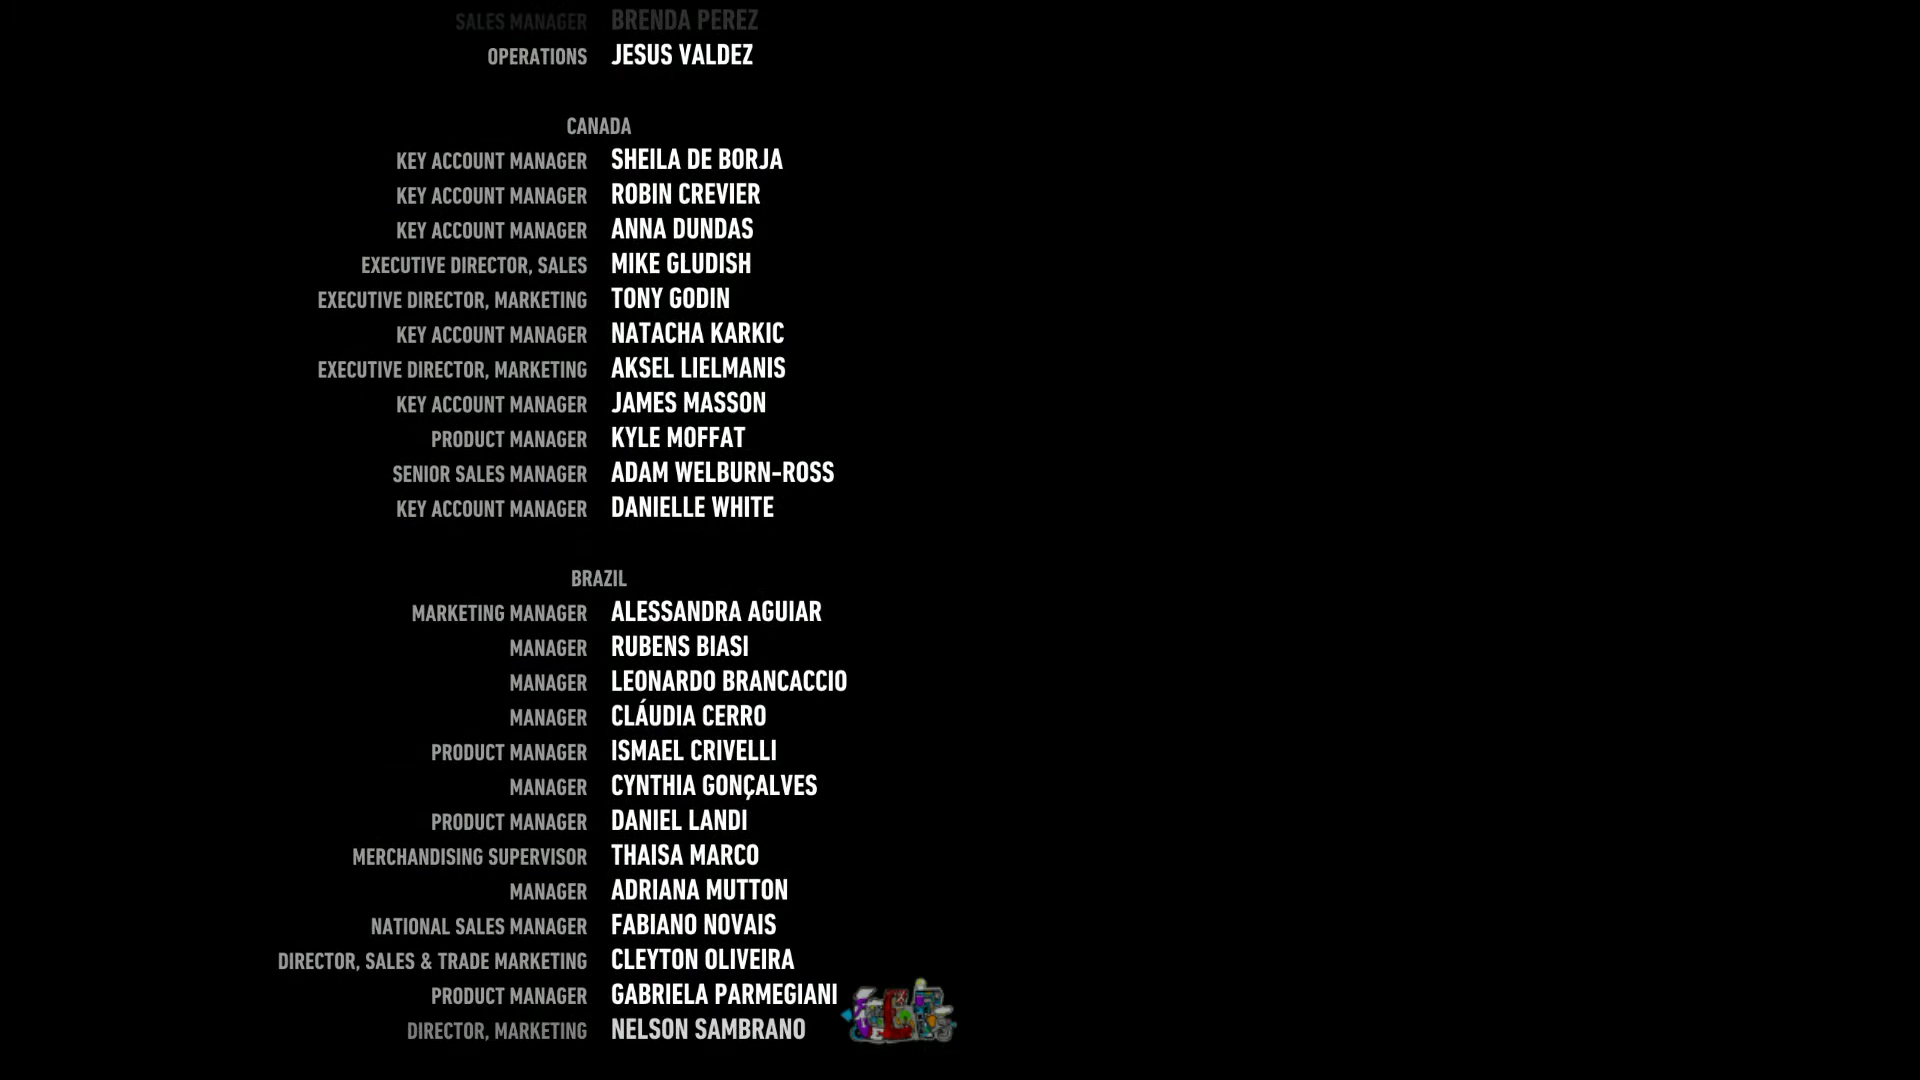 SALES MANAGER BRENDA PEREZ
OPERATIONS JESUS VALDEZ
CANADA
KEY ACCOUNT MANAGER SHEILA DE BORJA
KEY ACCOUNT MANAGER ROBIN CREVIER
KEY ACCOUNT MANAGER ANNA DUNDAS
EXECUTIVE DIRECTOR, SALES MIKE GLUDISH
EXECUTIVE DIRECTOR, MARKETING TONY GODIN
KEY ACCOUNT MANAGER NATACHA KARKIC
EXECUTIVE DIRECTOR, MARKETING AKSEL LIELMANIS
KEY ACCOUNT MANAGER JAMES MASSON
PRODUCT MANAGER KYLE MOFFAT
SENIOR SALES MANAGER ADAM WELBURN-ROSS
KEY ACCOUNT MANAGER DANIELLE WHITE
BRAZIL
MARKETING MANAGER ALESSANDRA AGUIAR
MANAGER RUBENS BIASI
MANAGER LEONARDO BRANCACCIO
MANAGER CLÁUDIA CERRO
PRODUCT MANAGER ISMAEL CRIVELLI
MANAGER CYNTHIA GONÇALVES
PRODUCT MANAGER DANIEL LANDI
MERCHANDISING SUPERVISOR THAISA MARCO
MANAGER ADRIANA MUTTON
NATIONAL SALES MANAGER FABIANO NOVAIS
DIRECTOR, SALES & TRADE MARKETING CLEYTON OLIVEIRA
PRODUCT MANAGER GABRIELA PARMEGIANI
DIRECTOR, MARKETING NELSON SAMBRANO